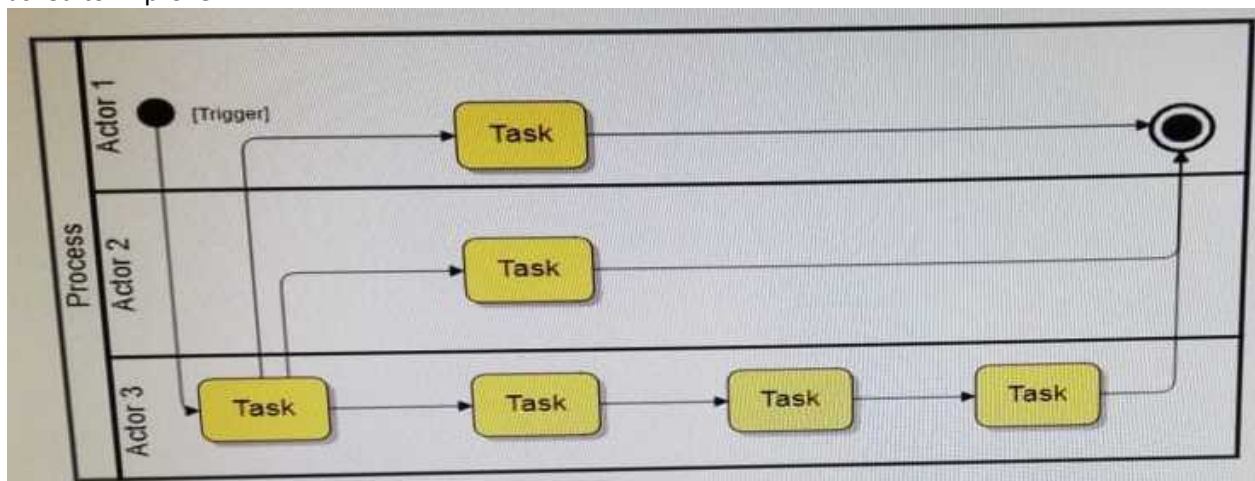 Process
Actor 1
[Trigger]
Task
Actor 2
Task
Actor 3
Task
Task
Task
Task